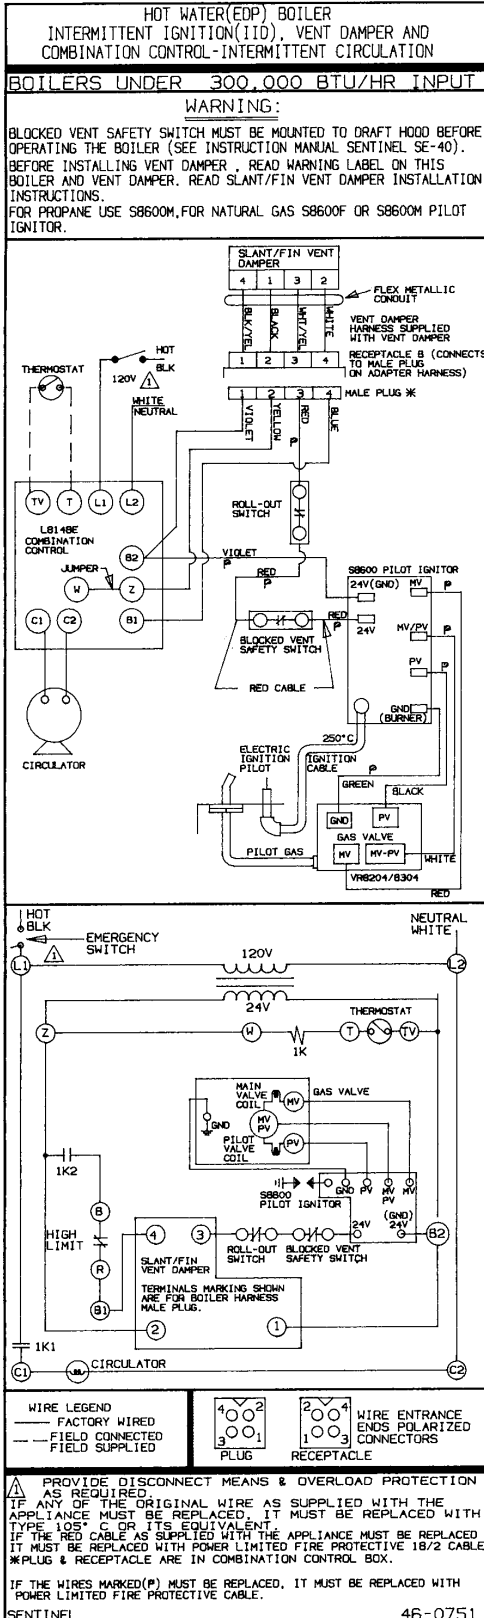 HOT WATER(EDP) BOILER
INTERMITTENT IGNITION(IID), VENT DAMPER AND
COMBINATION CONTROL-INTERMITTENT CIRCULATION
BOILERS UNDER 300,000 BTU/HR INPUT
WARNING:
BLOCKED VENT SAFETY SWITCH MUST BE MOUNTED TO DRAFT HOOD BEFORE
OPERATING THE BOILER (SEE INSTRUCTION MANUAL SENTINEL SE-40).
BEFORE INSTALLING VENT DAMPER , READ WARNING LABEL ON THIS
BOILER AND VENT DAMPER. READ SLANT/FIN VENT DAMPER INSTALLATION
INSTRUCTIONS.
FOR PROPANE USE S8600M,FOR NATURAL GAS S8600F OR S8600M PILOT
IGNITOR.
SLANT/FIN VENT
DAMPER
4 1 3 2
FLEX METALLIC
CONDUIT
BLK/YEL
BLACK
WHT/YEL
WHITE
VENT DAMPER
HARNESS SUPPLIED
WITH VENT DAMPER
1 2 3 4
RECEPTACLE B (CONNECTS
TO MALE PLUG
ON ADAPTER HARNESS)
1 2 3 4
MALE PLUG *
VIOLET
YELLOW
RED
BLUE
P
THERMOSTAT
HOT
BLK
120V 1
WHITE
NEUTRAL
TV T L1 L2
L8148E
COMBINATION
CONTROL
B2
JUMPER
W Z
C1 C2 B1
CIRCULATOR
ROLL-OUT
SWITCH
VIOLET
P
RED
P
RED P
BLOCKED VENT
SAFETY SWITCH
RED CABLE
S8600 PILOT IGNITOR
24V(GND) MV P
24V
MV/PV P
PV P
GND
(BURNER)
250°C
IGNITION
CABLE
ELECTRIC
IGNITION
PILOT
P
GREEN
BLACK
GND PV
GAS VALVE
MV MV-PV
WHITE
PILOT GAS
VR8204/8304
RED
HOT
BLK
EMERGENCY
SWITCH
1
NEUTRAL
WHITE
L1 L2
120V
24V
THERMOSTAT
Z W T TV
1K
MAIN
VALVE
COIL
MV
GAS VALVE
GND
MV
PV
PILOT
VALVE
COIL
PV
S8600
PILOT IGNITOR
GND PV MV
PV MV
1K2
B
HIGH
LIMIT
R
B1
4 3
24V (GND)
24V
B2
ROLL-OUT
SWITCH
BLOCKED VENT
SAFETY SWITCH
SLANT/FIN
VENT DAMPER
TERMINALS MARKING SHOWN
ARE FOR BOILER HARNESS
MALE PLUG.
2 1
1K1
CIRCULATOR
C1 C2
WIRE LEGEND
FACTORY WIRED
FIELD CONNECTED
FIELD SUPPLIED
4 2
3 1
PLUG
2 4
1 3
RECEPTACLE
WIRE ENTRANCE
ENDS POLARIZED
CONNECTORS
1 PROVIDE DISCONNECT MEANS & OVERLOAD PROTECTION
AS REQUIRED.
IF ANY OF THE ORIGINAL WIRE AS SUPPLIED WITH THE
APPLIANCE MUST BE REPLACED, IT MUST BE REPLACED WITH
TYPE 105° C OR ITS EQUIVALENT.
IF THE RED CABLE AS SUPPLIED WITH THE APPLIANCE MUST BE REPLACED
IT MUST BE REPLACED WITH POWER LIMITED FIRE PROTECTIVE 18/2 CABLE
*PLUG & RECEPTACLE ARE IN COMBINATION CONTROL BOX.
IF THE WIRES MARKED(P) MUST BE REPLACED, IT MUST BE REPLACED WITH
POWER LIMITED FIRE PROTECTIVE CABLE.
SENTINEL 46-0751